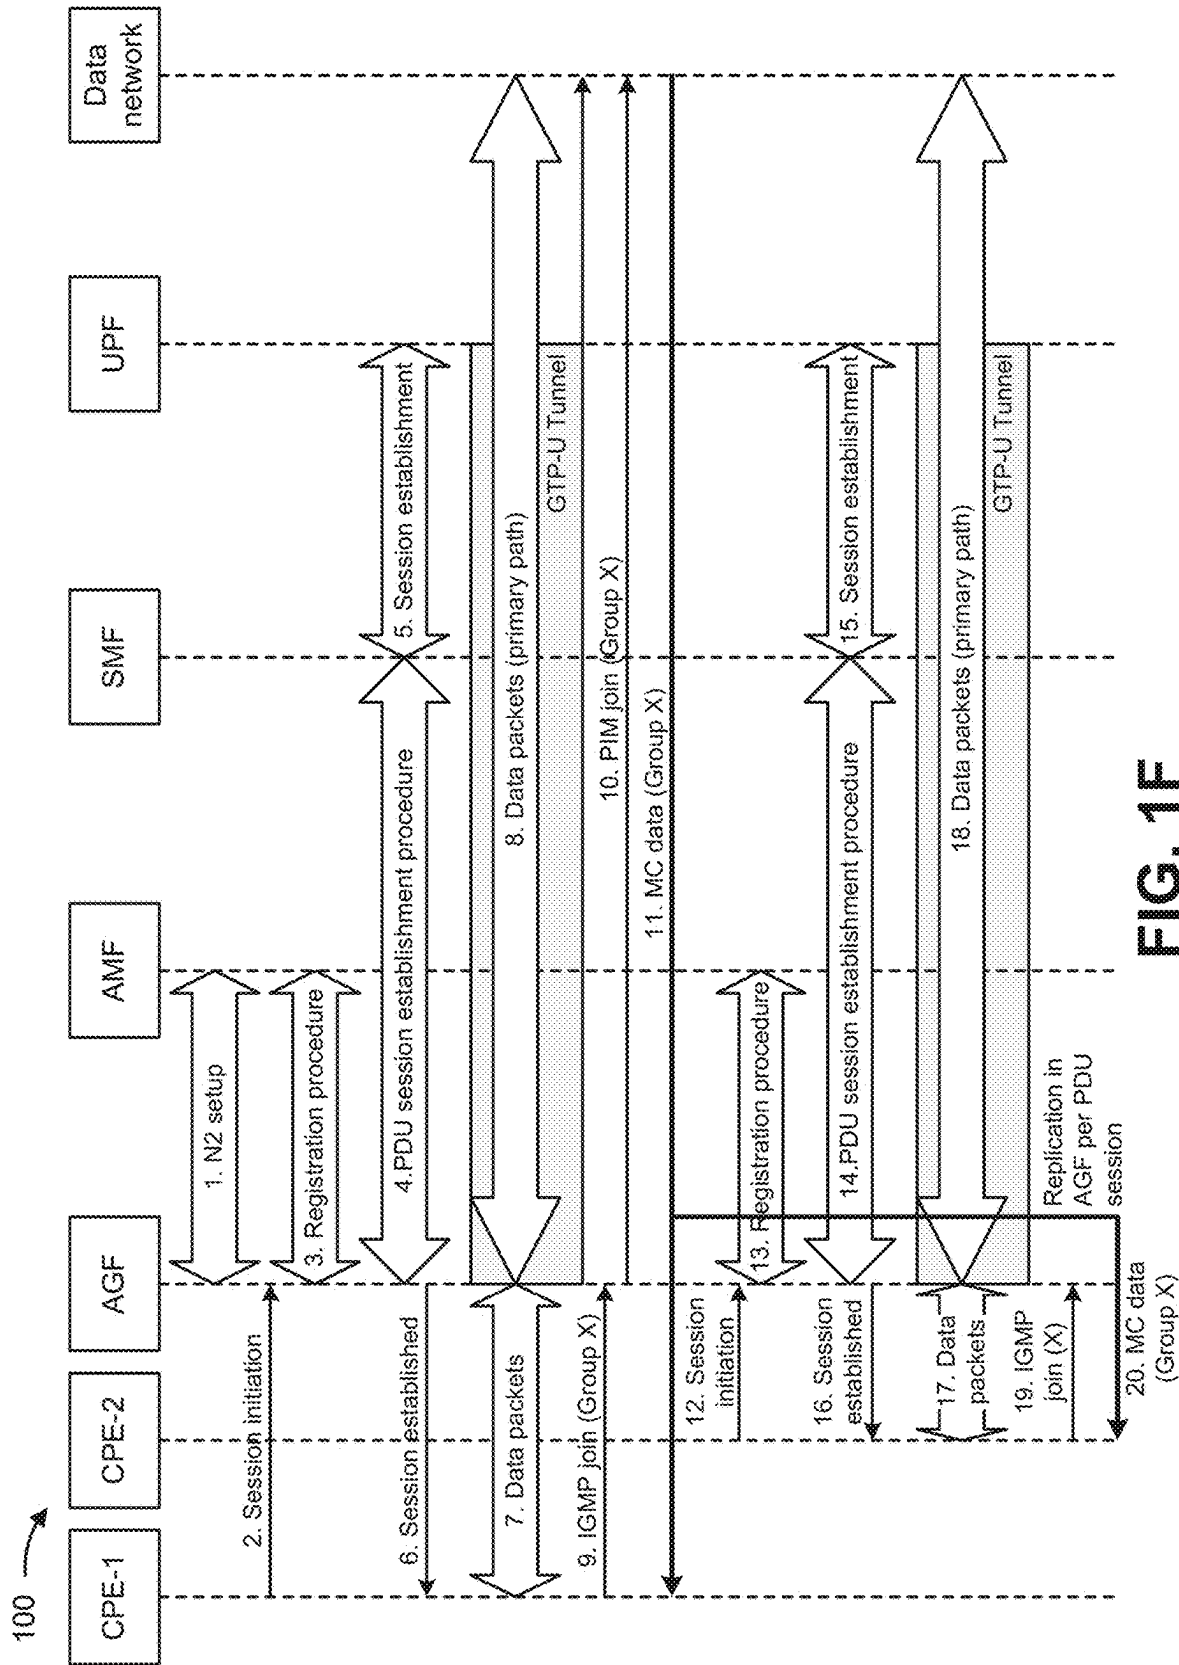 100
CPE-1
CPE-2
AGF
AMF
SMF
UPF
Data
network
1. N2 setup
2. Session initiation
3. Registration procedure
4.PDU session establishment procedure
5. Session establishment
6. Session established
7. Data packets
8. Data packets (primary path)
GTP-U Tunnel
9. IGMP join (Group X)
10. PIM join (Group X)
11. MC data (Group X)
12. Session
initiation
13. Registration procedure
14.PDU session establishment procedure
15. Session establishment
16. Session
established
17. Data
packets
18. Data packets (primary path)
GTP-U Tunnel
19. IGMP
join (X)
Replication in
AGF per PDU
session
20. MC data
(Group X)
FIG. 1F